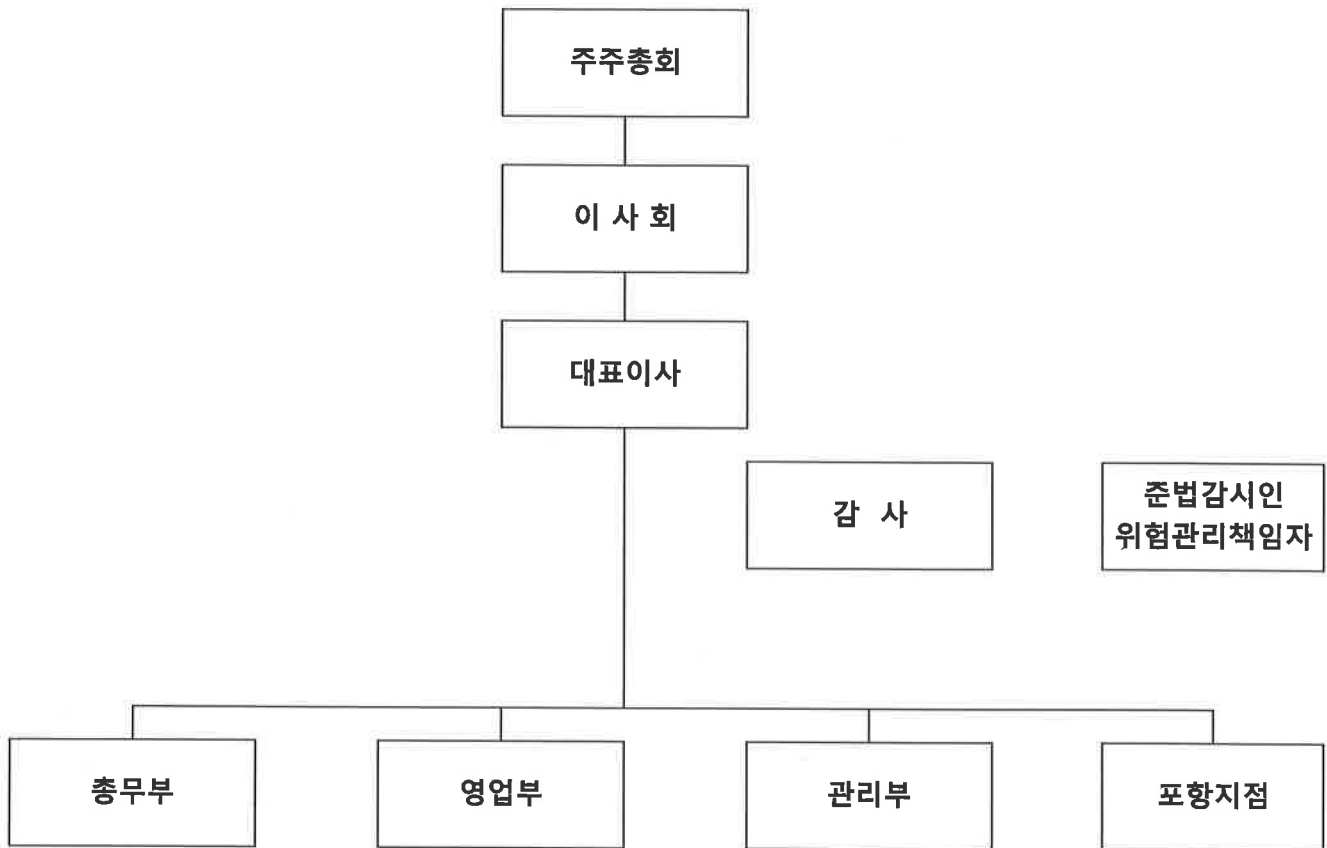 주주총회
이 사 회
대표이사
감 사
준법감시인
위험관리책임자
총무부
영업부
관리부
포항지점